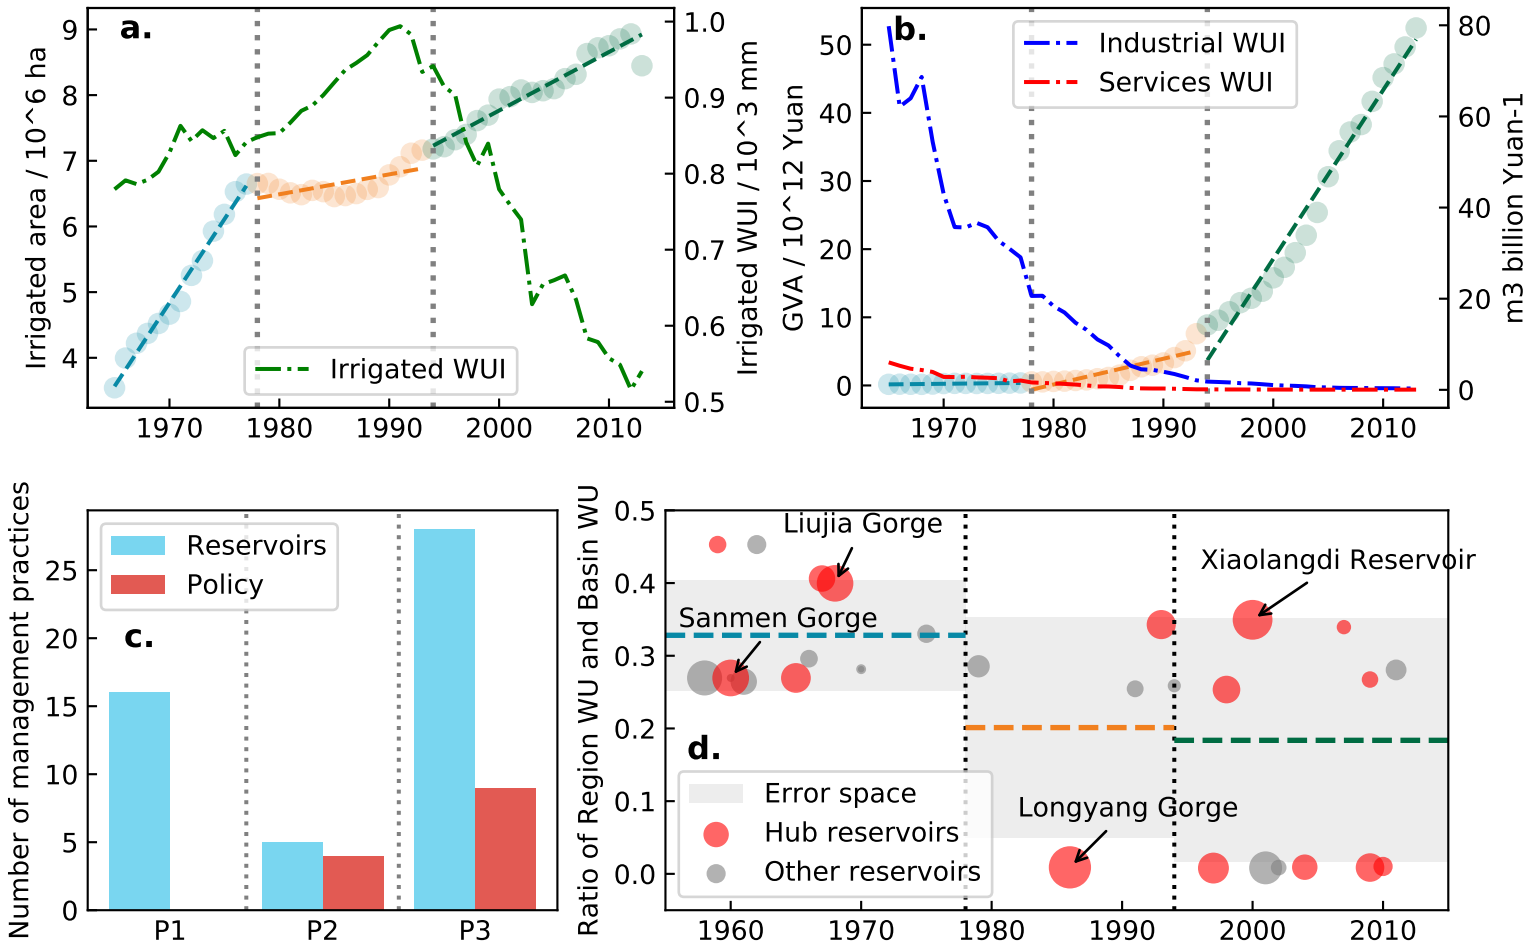 a.
Irrigated area / 10^6 ha
9
8
7
6
5
4
1.0
0.9
0.8
0.7
0.6
0.5
Irrigated WUI / 10^3 mm
Irrigated WUI
1970
1980
1990
2000
2010
b.
GVA / 10^12 Yuan
50
40
30
20
10
0
Industrial WUI
Services WUI
80
60
40
20
0
m3 billion Yuan-1
1970
1980
1990
2000
2010
Number of management practices
25
20
15
10
5
0
Reservoirs
Policy
c.
P1
P2
P3
Ratio of Region WU and Basin WU
0.5
0.4
0.3
0.2
0.1
0.0
Liujia Gorge
Xiaolangdi Reservoir
Sanmen Gorge
d.
Longyang Gorge
Error space
Hub reservoirs
Other reservoirs
1960
1970
1980
1990
2000
2010